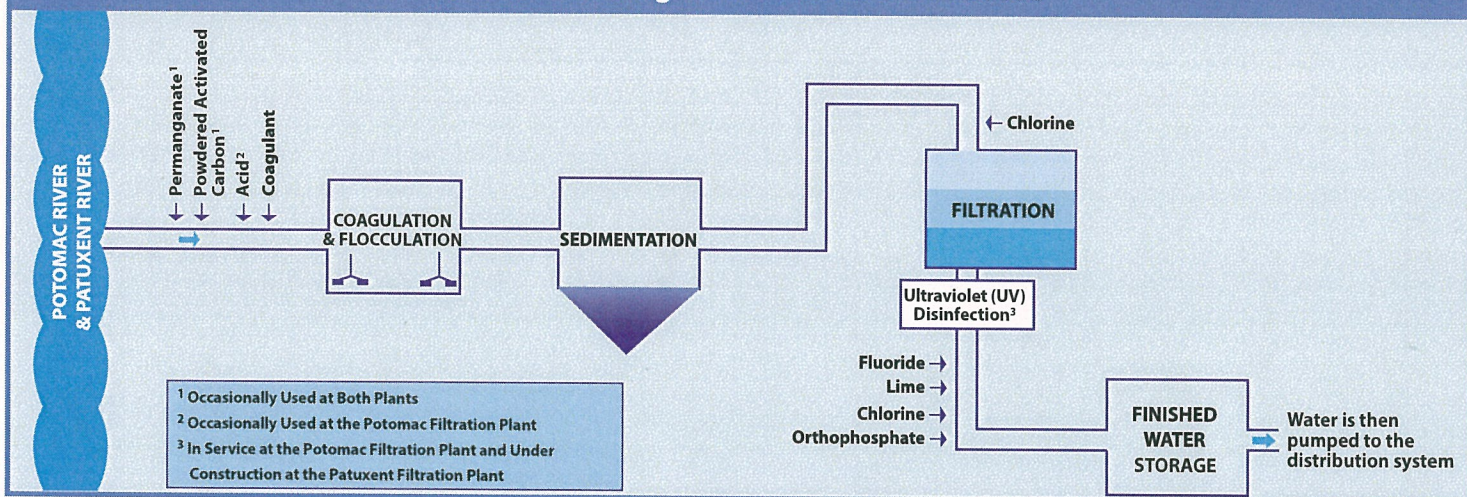 POTOMAC RIVER
& PATUXENT RIVER
Permanganate¹
Powdered Activated
Carbon¹
Acid²
Coagulant
COAGULATION
& FLOCCULATION
SEDIMENTATION
← Chlorine
FILTRATION
Ultraviolet (UV)
Disinfection³
Fluoride →
Lime →
Chlorine →
Orthophosphate →
FINISHED
WATER
STORAGE
Water is then
pumped to the
distribution system
¹ Occasionally Used at Both Plants
² Occasionally Used at the Potomac Filtration Plant
³ In Service at the Potomac Filtration Plant and Under
Construction at the Patuxent Filtration Plant